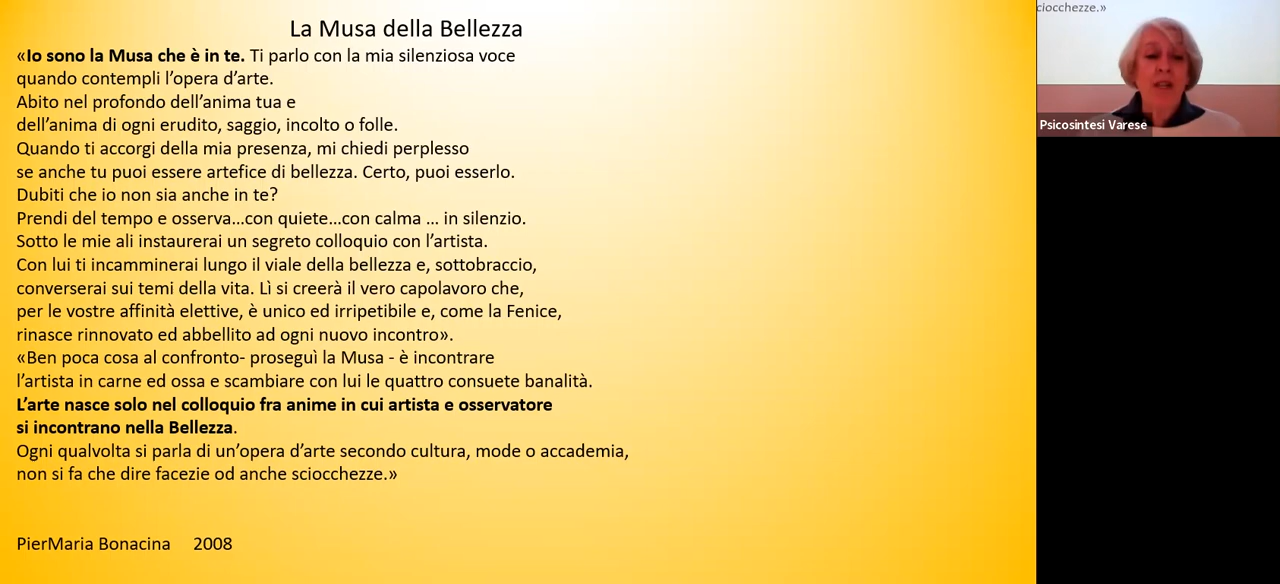 La Musa della Bellezza
«Io sono la Musa che è in te. Ti parlo con la mia silenziosa voce
quando contempli l’opera d’arte.
Abito nel profondo dell’anima tua e
dell’anima di ogni erudito, saggio, incolto o folle.
Quando ti accorgi della mia presenza, mi chiedi perplesso
se anche tu puoi essere artefice di bellezza. Certo, puoi esserlo.
Dubiti che io non sia anche in te?
Prendi del tempo e osserva…con quiete…con calma … in silenzio.
Sotto le mie ali instaurerai un segreto colloquio con l’artista.
Con lui ti incamminerai lungo il viale della bellezza e, sottobraccio,
converserai sui temi della vita. Lì si creerà il vero capolavoro che,
per le vostre affinità elettive, è unico ed irripetibile e, come la Fenice,
rinasce rinnovato ed abbellito ad ogni nuovo incontro».
«Ben poca cosa al confronto- proseguì la Musa - è incontrare
l’artista in carne ed ossa e scambiare con lui le quattro consuete banalità.
L’arte nasce solo nel colloquio fra anime in cui artista e osservatore
si incontrano nella Bellezza.
Ogni qualvolta si parla di un’opera d’arte secondo cultura, mode o accademia,
non si fa che dire facezie od anche sciocchezze.»
PierMaria Bonacina 2008
ciocchezze.»
Psicosintesi Varese